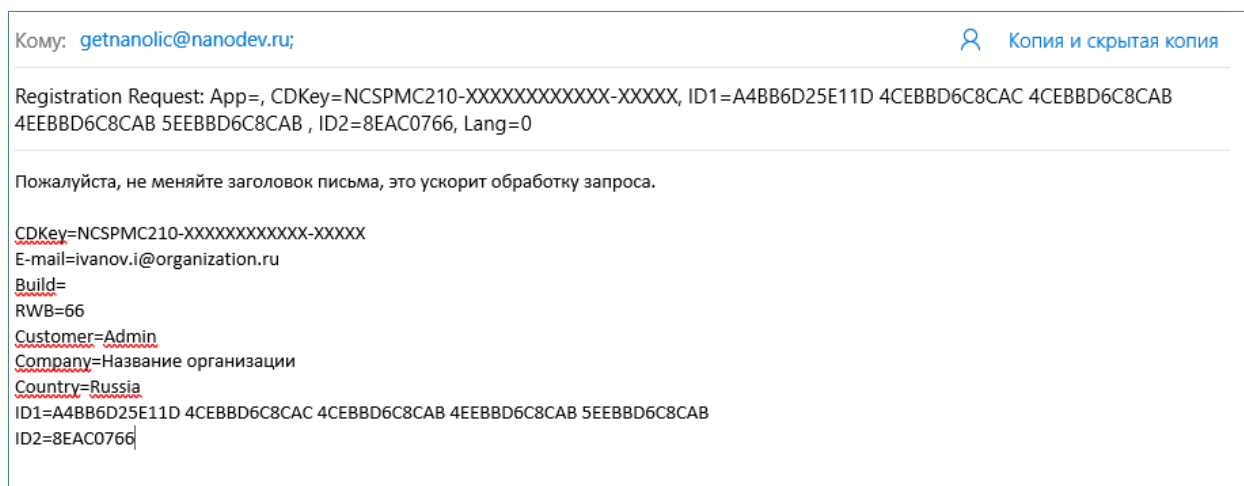 Кому: getnanolic@nanodev.ru; Копия и скрытая копия
Registration Request: App=, CDKey=NCSPMC210-XXXXXXXXXXXX-XXXXX, ID1=A4BB6D25E11D 4CEBBD6C8CAC 4CEBBD6C8CAB
4EEBBD6C8CAB 5EEBBD6C8CAB , ID2=8EAC0766, Lang=0
Пожалуйста, не меняйте заголовок письма, это ускорит обработку запроса.
CDKey=NCSPMC210-XXXXXXXXXXXX-XXXXX
E-mail=ivanov.i@organization.ru
Build=
RWB=66
Customer=Admin
Company=Название организации
Country=Russia
ID1=A4BB6D25E11D 4CEBBD6C8CAC 4CEBBD6C8CAB 4EEBBD6C8CAB 5EEBBD6C8CAB
ID2=8EAC0766